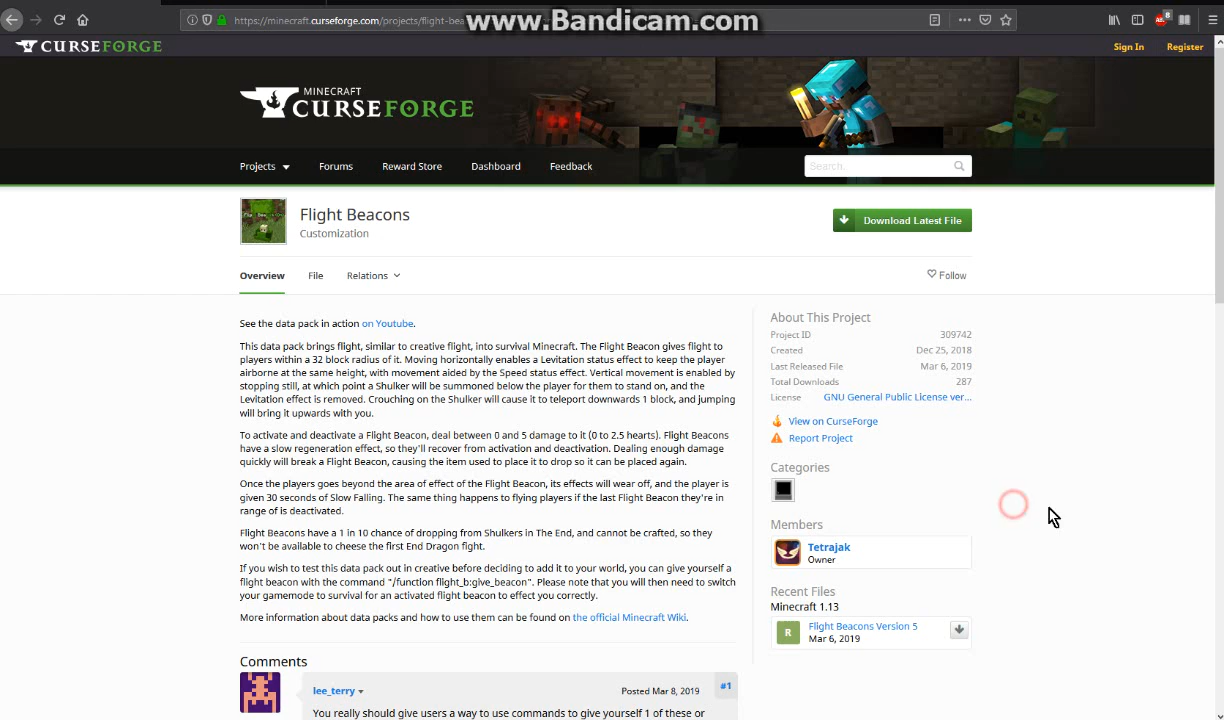 https://minecraft.curseforge.com/projects/flight-bea
www.Bandicam.com
8
CURSEFORGE
Sign In Register
MINECRAFT
CURSEFORGE
Projects Forums Reward Store Dashboard Feedback
Search
Flight Beacons
Customization
Download Latest File
Overview File Relations
Follow
See the data pack in action on Youtube.
This data pack brings flight, similar to creative flight, into survival Minecraft. The Flight Beacon gives flight to
players within a 32 block radius of it. Moving horizontally enables a Levitation status effect to keep the player
airborne at the same height, with movement aided by the Speed status effect. Vertical movement is enabled by
stopping still, at which point a Shulker will be summoned below the player for them to stand on, and the
Levitation effect is removed. Crouching on the Shulker will cause it to teleport downwards 1 block, and jumping
will bring it upwards with you.
To activate and deactivate a Flight Beacon, deal between 0 and 5 damage to it (0 to 2.5 hearts). Flight Beacons
have a slow regeneration effect, so they'll recover from activation and deactivation. Dealing enough damage
quickly will break a Flight Beacon, causing the item used to place it to drop so it can be placed again.
Once the players goes beyond the area of effect of the Flight Beacon, its effects will wear off, and the player is
given 30 seconds of Slow Falling. The same thing happens to flying players if the last Flight Beacon they're in
range of is deactivated.
Flight Beacons have a 1 in 10 chance of dropping from Shulkers in The End, and cannot be crafted, so they
won't be available to cheese the first End Dragon fight.
If you wish to test this data pack out in creative before deciding to add it to your world, you can give yourself a
flight beacon with the command "/function flight_b:give_beacon". Please note that you will then need to switch
your gamemode to survival for an activated flight beacon to effect you correctly.
More information about data packs and how to use them can be found on the official Minecraft Wiki.
Comments
lee_terry
Posted Mar 8, 2019
#1
You really should give users a way to use commands to give yourself 1 of these or
About This Project
Project ID 309742
Created Dec 25, 2018
Last Released File Mar 6, 2019
Total Downloads 287
License GNU General Public License ver...
View on CurseForge
Report Project
Categories
Members
Tetrajak
Owner
Recent Files
Minecraft 1.13
R
Flight Beacons Version 5
Mar 6, 2019